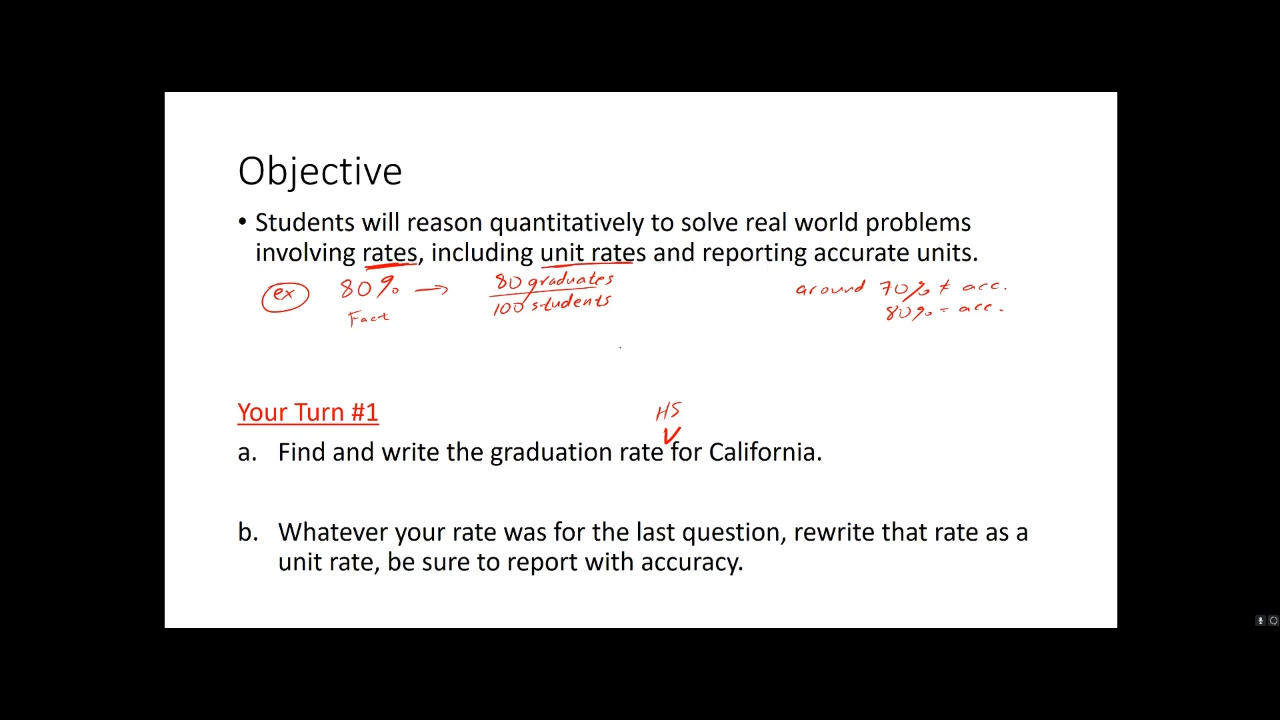 Objective
• Students will reason quantitatively to solve real world problems
involving rates, including unit rates and reporting accurate units.
ex 80% → 80 graduates
100 students
Fact
around 70% ≠ acc.
80% = acc.
Your Turn #1
HS
a. Find and write the graduation rate for California.
b. Whatever your rate was for the last question, rewrite that rate as a
unit rate, be sure to report with accuracy.